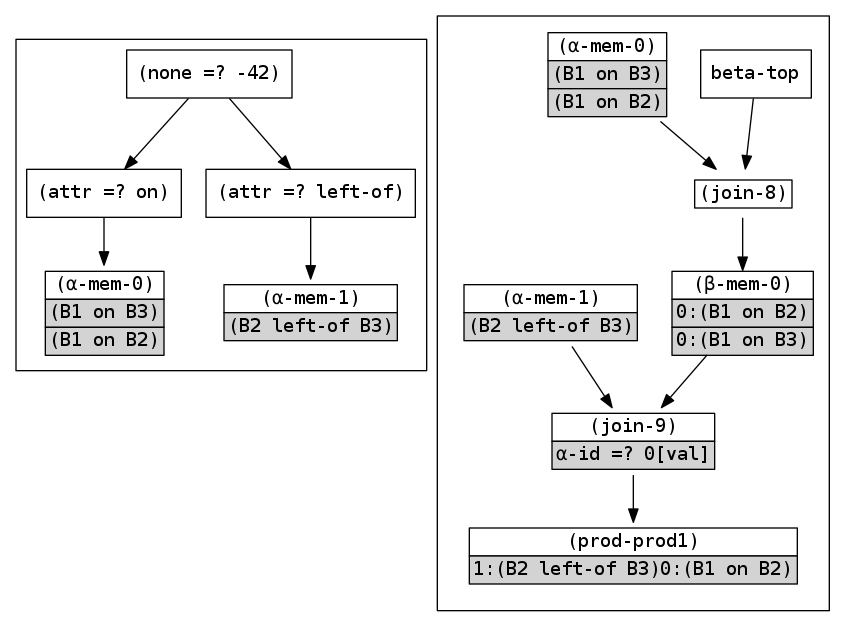 (none =? -42)
(attr =? on)
(attr =? left-of)
(α-mem-0)
(B1 on B3)
(B1 on B2)
(α-mem-1)
(B2 left-of B3)
(α-mem-0)
(B1 on B3)
(B1 on B2)
beta-top
(join-8)
(α-mem-1)
(B2 left-of B3)
(β-mem-0)
0:(B1 on B2)
0:(B1 on B3)
(join-9)
α-id =? 0[val]
(prod-prod1)
1:(B2 left-of B3)0:(B1 on B2)